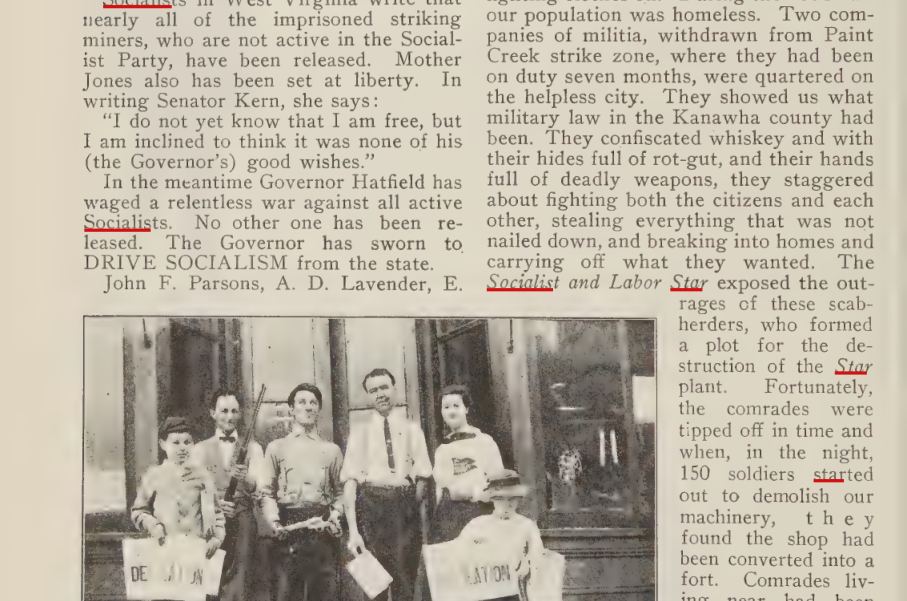 Socialists in West Virginia write that
nearly all of the imprisoned striking
miners, who are not active in the Social-
ist Party, have been released. Mother
Jones also has been set at liberty. In
writing Senator Kern, she says:
"I do not yet know that I am free, but
I am inclined to think it was none of his
(the Governor's) good wishes."
In the meantime Governor Hatfield has
waged a relentless war against all active
Socialists. No other one has been re-
leased. The Governor has sworn to
DRIVE SOCIALISM from the state.
John F. Parsons, A. D. Lavender, E.
our population was homeless. Two com-
panies of militia, withdrawn from Paint
Creek strike zone, where they had been
on duty seven months, were quartered on
the helpless city. They showed us what
military law in the Kanawha county had
been. They confiscated whiskey and with
their hides full of rot-gut, and their hands
full of deadly weapons, they staggered
about fighting both the citizens and each
other, stealing everything that was not
nailed down, and breaking into homes and
carrying off what they wanted. The
Socialist and Labor Star exposed the out-
rages of these scab-
herders, who formed
a plot for the de-
struction of the Star
plant. Fortunately,
the comrades were
tipped off in time and
when, in the night,
150 soldiers started
out to demolish our
machinery, they
found the shop had
been converted into a
fort. Comrades liv-
ing near had been